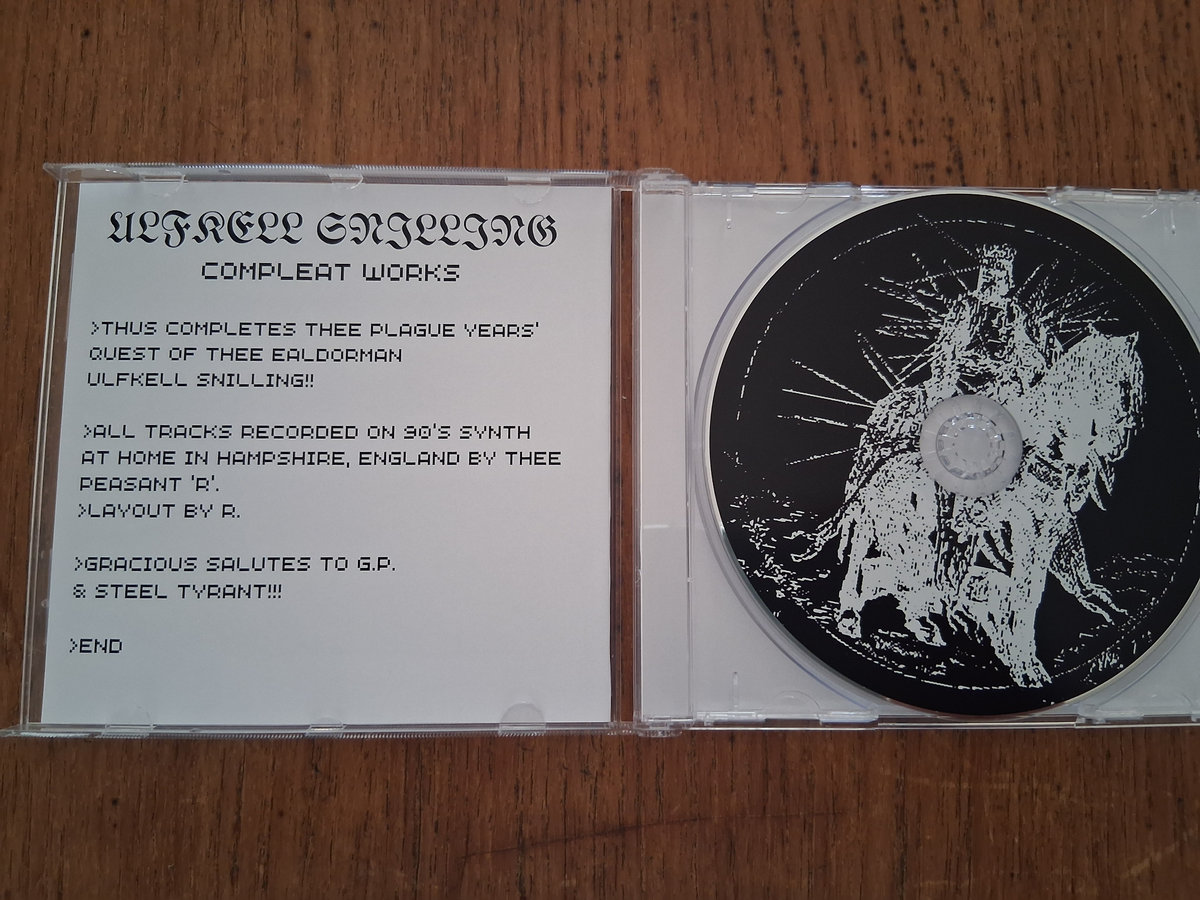 ULFKELL SNILLING
COMPLEAT WORKS
>THUS COMPLETES THEE PLAGUE YEARS'
QUEST OF THEE EALDORMAN
ULFKELL SNILLING!!
>ALL TRACKS RECORDED ON 90'S SYNTH
AT HOME IN HAMPSHIRE, ENGLAND BY THEE
PEASANT 'R'.
>LAYOUT BY R.
>GRACIOUS SALUTES TO G.P.
& STEEL TYRANT!!!
>END